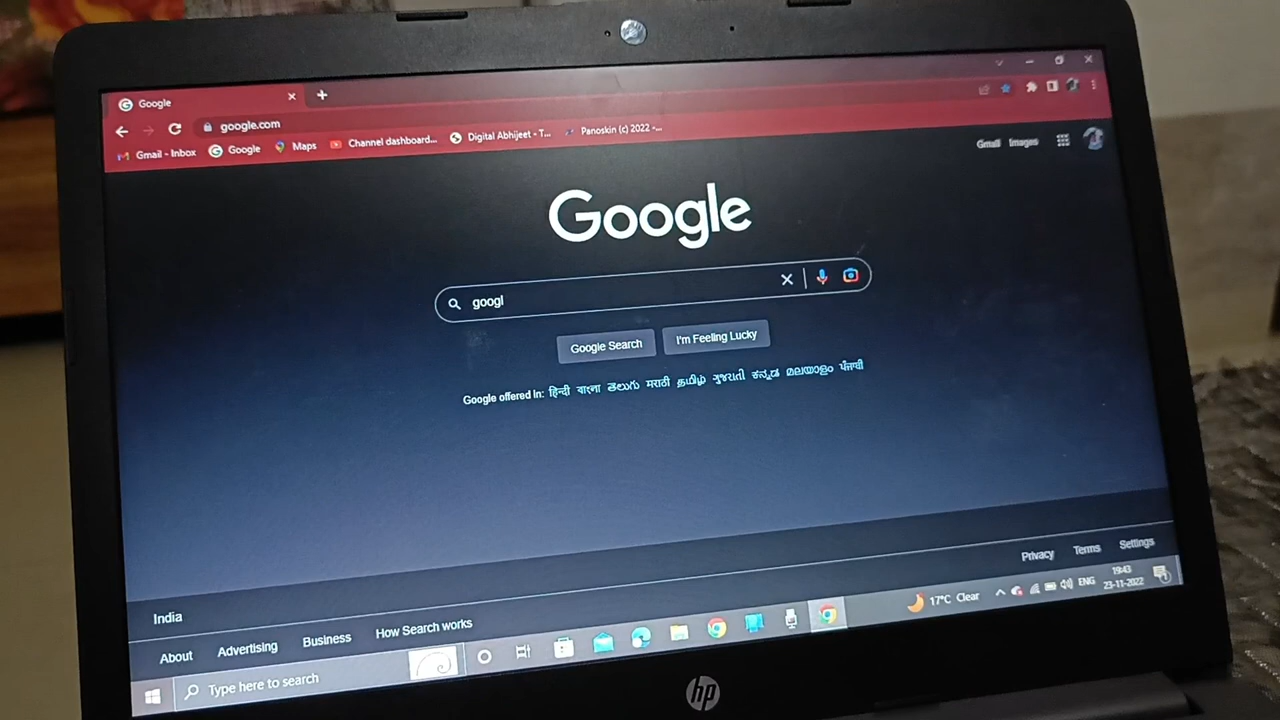 Google
google.com
Gmail - Inbox Google Maps Channel dashboard... Digital Abhijeet - T... Panoskin (c) 2022 -...
Gmail Images
Google
googl
Google Search I'm Feeling Lucky
Google offered in: हिन्दी বাংলা తెలుగు मराठी தமிழ் ગુજરાતી ಕನ್ನಡ മലയാളം ਪੰਜਾਬੀ
India
About Advertising Business How Search works Privacy Terms Settings
Type here to search 17°C Clear ENG 19:43
23-11-2022
1
hp